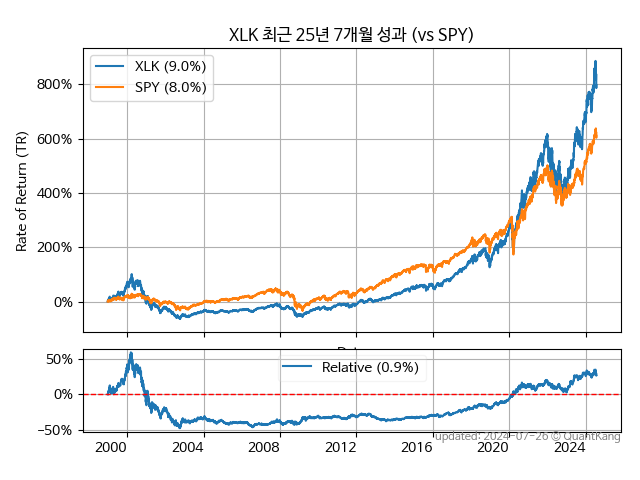 XLK 최근 25년 7개월 성과 (vs SPY)
XLK (9.0%)
SPY (8.0%)
Rate of Return (TR)
800%
600%
400%
200%
0%
Relative (0.9%)
50%
0%
−50%
2000 2004 2008 2012 2016 2020 2024
updated: 2024-07-26 © QuantKang